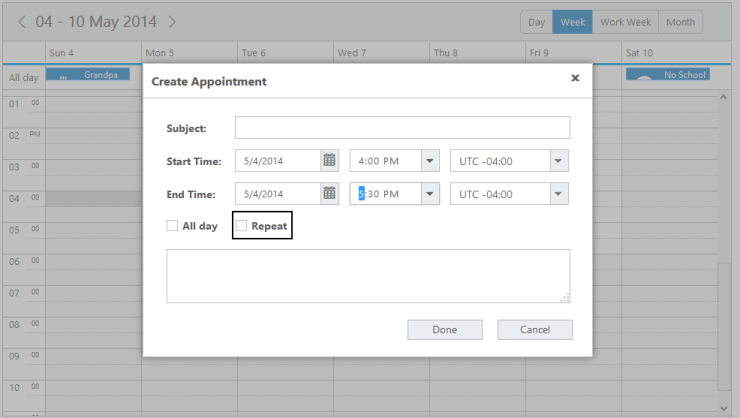 04 - 10 May 2014
Day Week Work Week Month
Sun 4 Mon 5 Tue 6 Wed 7 Thu 8 Fri 9 Sat 10
All day Grandpa No School
Create Appointment
Subject:
Start Time: 5/4/2014 4:00 PM UTC -04:00
End Time: 5/4/2014 5:30 PM UTC -04:00
All day Repeat
Done Cancel
01 00
02 PM
03 00
04 00
05 00
06 00
07 00
08 00
09 00
10 00